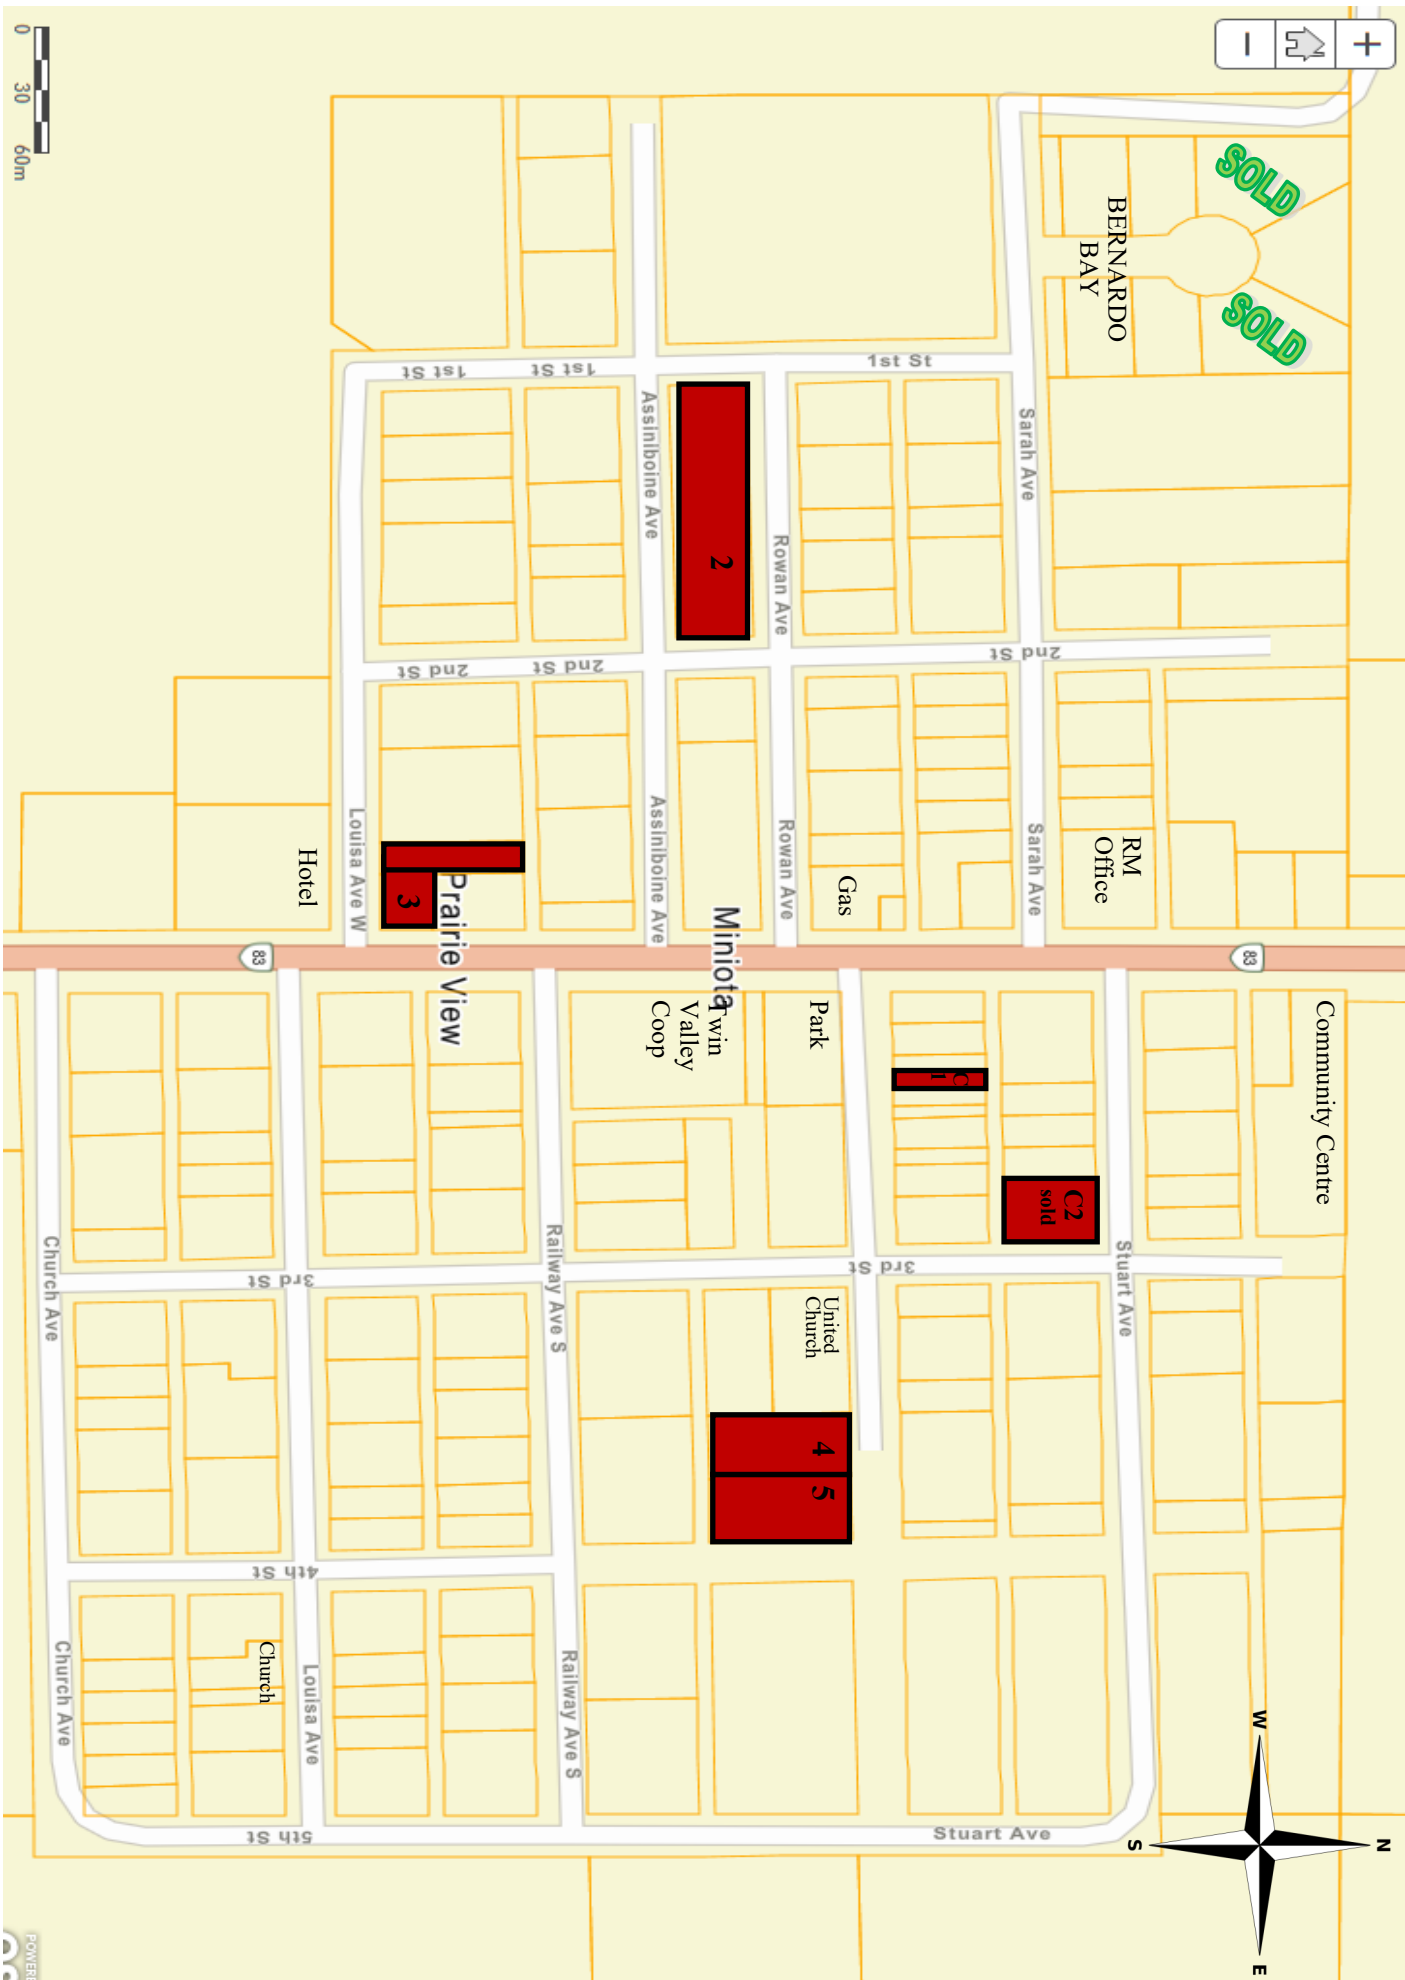 SOLD
SOLD
BERNARDO
BAY
1st St
1st St
1st St
Sarah Ave
Assiniboine Ave
Rowan Ave
2
2nd St
2nd St
2nd St
RM
Office
Sarah Ave
Gas
Rowan Ave
Assiniboine Ave
Louisa Ave W
Hotel
3
Prairie View
Miniota
83
83
Community Centre
Park
Twin
Valley
Coop
C
1
C2
sold
Stuart Ave
3rd St
3rd St
Railway Ave S
Church Ave
United
Church
4
5
4th St
Church
Church Ave
Louisa Ave
Railway Ave S
5th St
Stuart Ave
N
W
S
E
0 30 60m
+
−